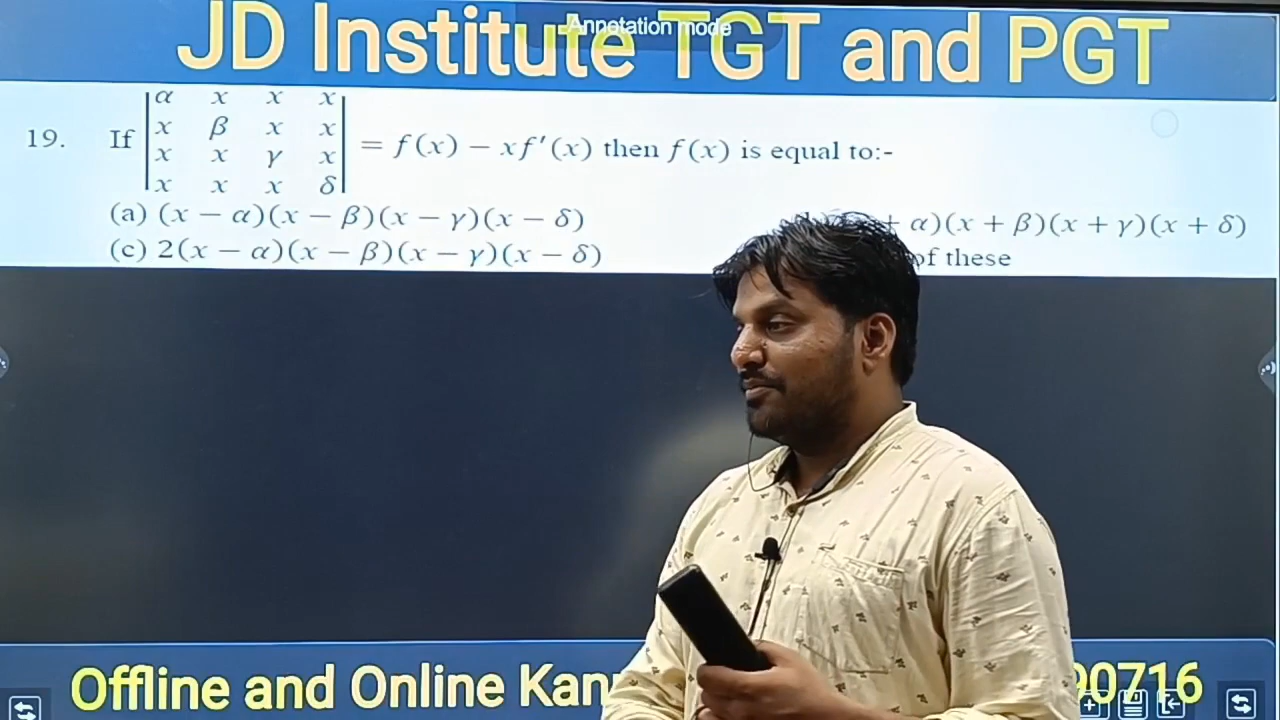 JD Institute TGT and PGT
Annotation mode
19. If |α x x x| = f(x) − xf′(x) then f(x) is equal to:-
|x β x x|
|x x γ x|
|x x x δ|
(a) (x − α)(x − β)(x − γ)(x − δ)
+ α)(x + β)(x + γ)(x + δ)
(c) 2(x − α)(x − β)(x − γ)(x − δ)
of these
Offline and Online
90716